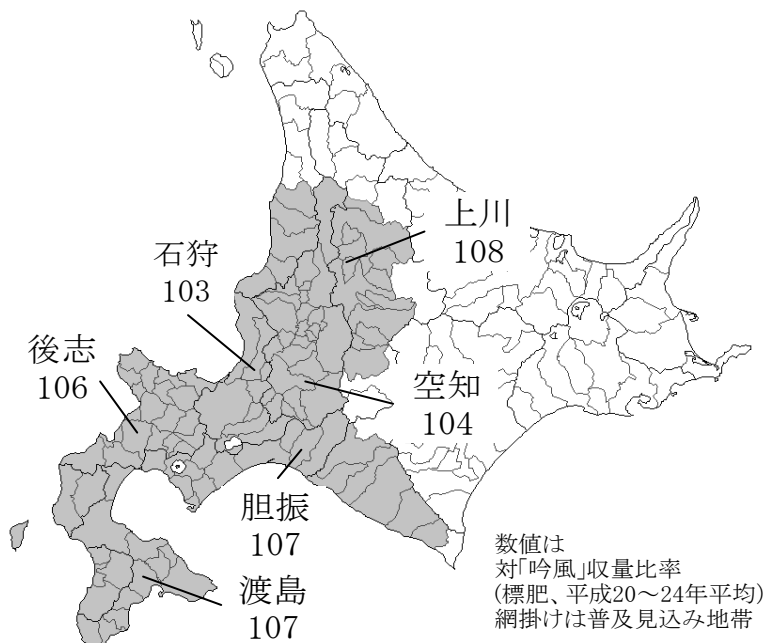 上川
108
石狩
103
後志
106
空知
104
胆振
107
渡島
107
数値は
対「吟風」収量比率
(標肥、平成20～24年平均)
網掛けは普及見込み地帯